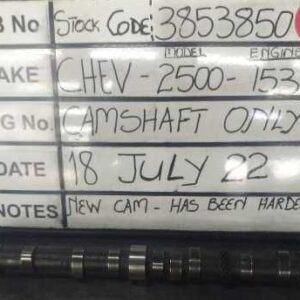 B No STOCK CODE: 3853850
MODEL ENGINE
AKE CHEV - 2500 - 153
G No. CAMSHAFT ONLY
DATE 18 JULY 22
NOTES NEW CAM - HAS BEEN HARDE